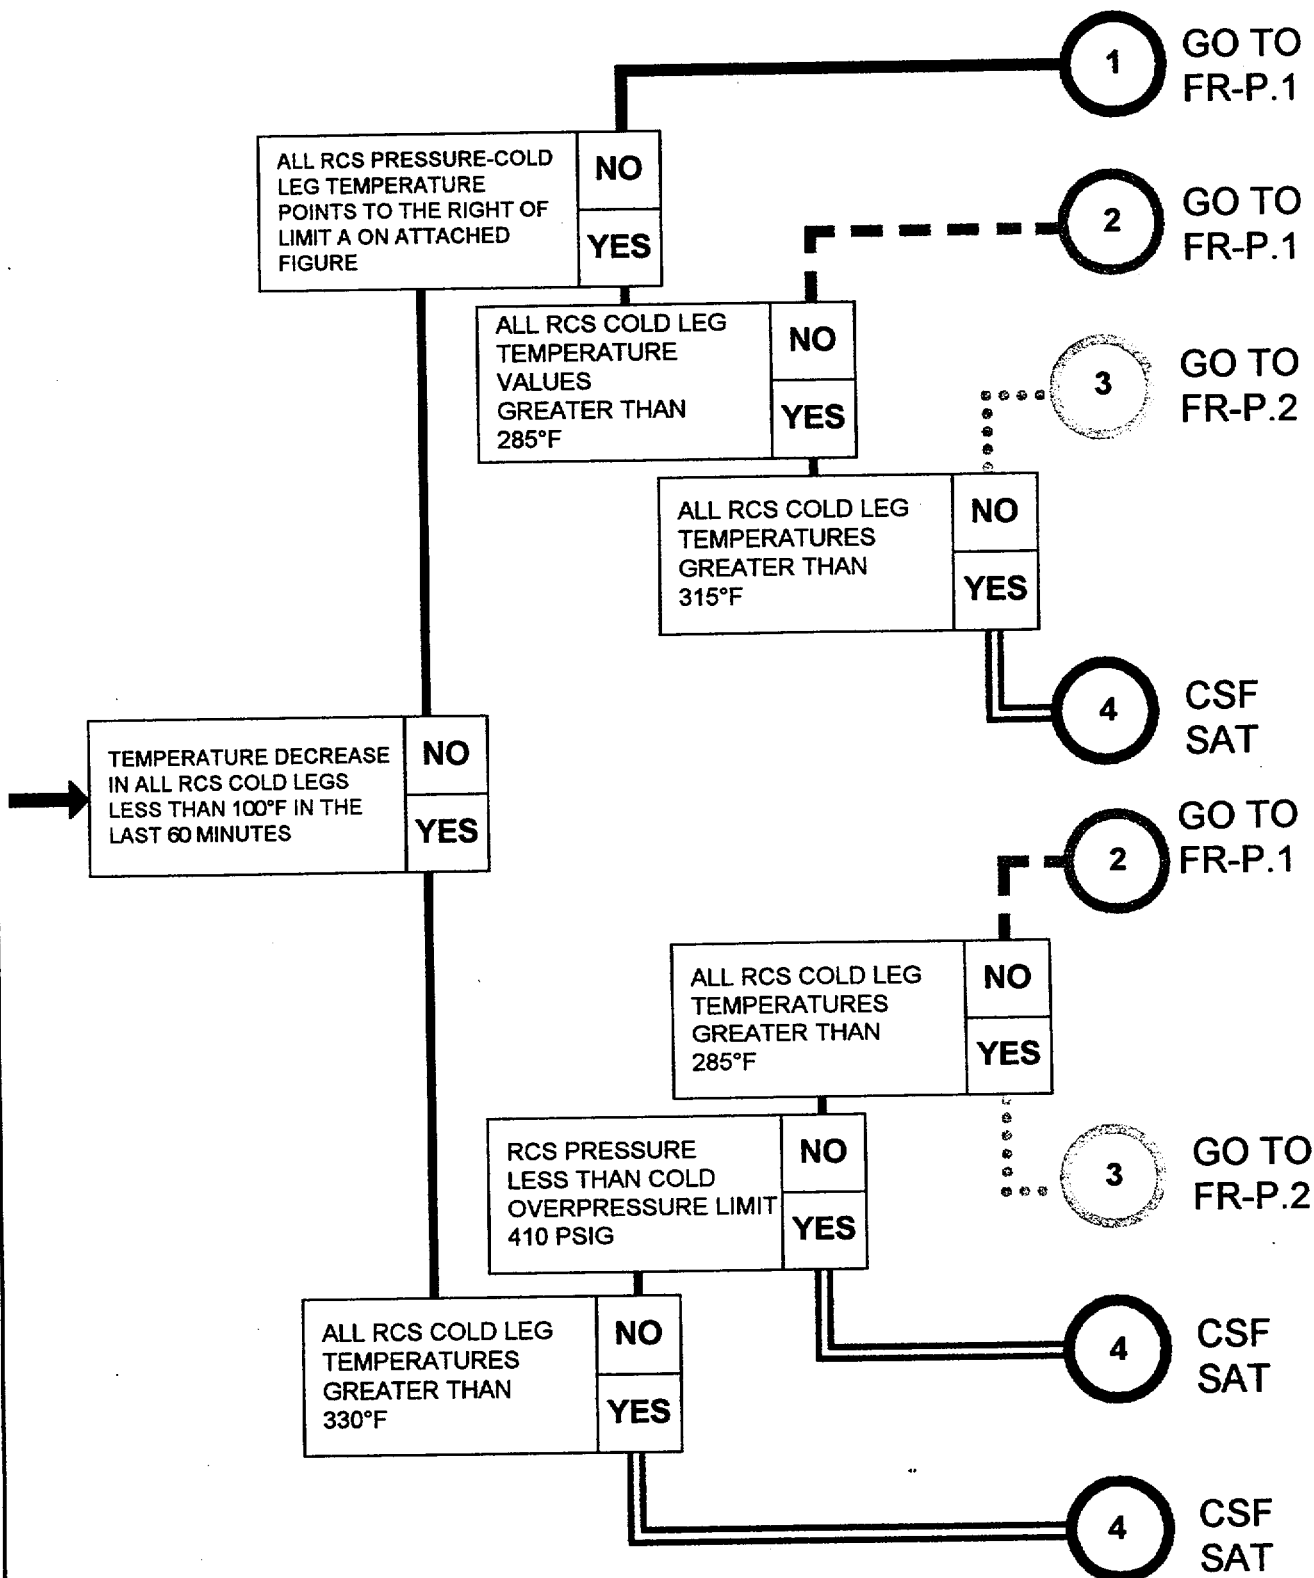 1
GO TO
FR-P.1
ALL RCS PRESSURE-COLD
LEG TEMPERATURE
POINTS TO THE RIGHT OF
LIMIT A ON ATTACHED
FIGURE
NO
YES
2
GO TO
FR-P.1
ALL RCS COLD LEG
TEMPERATURE
VALUES
GREATER THAN
285°F
NO
YES
3
GO TO
FR-P.2
ALL RCS COLD LEG
TEMPERATURES
GREATER THAN
315°F
NO
YES
4
CSF
SAT
TEMPERATURE DECREASE
IN ALL RCS COLD LEGS
LESS THAN 100°F IN THE
LAST 60 MINUTES
NO
YES
2
GO TO
FR-P.1
ALL RCS COLD LEG
TEMPERATURES
GREATER THAN
285°F
NO
YES
3
GO TO
FR-P.2
RCS PRESSURE
LESS THAN COLD
OVERPRESSURE LIMIT
410 PSIG
NO
YES
4
CSF
SAT
ALL RCS COLD LEG
TEMPERATURES
GREATER THAN
330°F
NO
YES
4
CSF
SAT